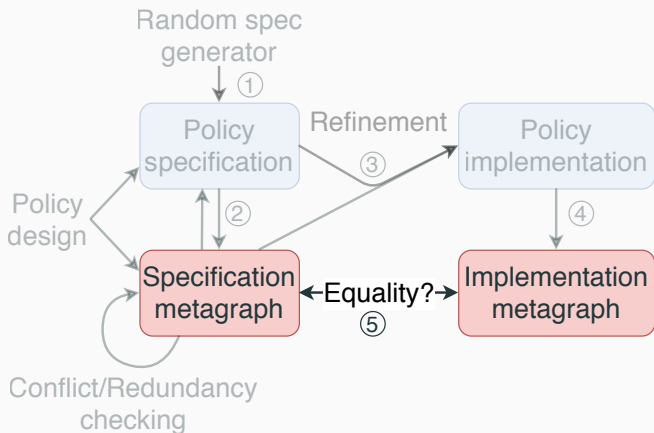 Random spec
generator
①
Policy
specification
Refinement
Policy
implementation
③
Policy
design
②
④
Specification
metagraph
Equality?
⑤
Implementation
metagraph
Conflict/Redundancy
checking